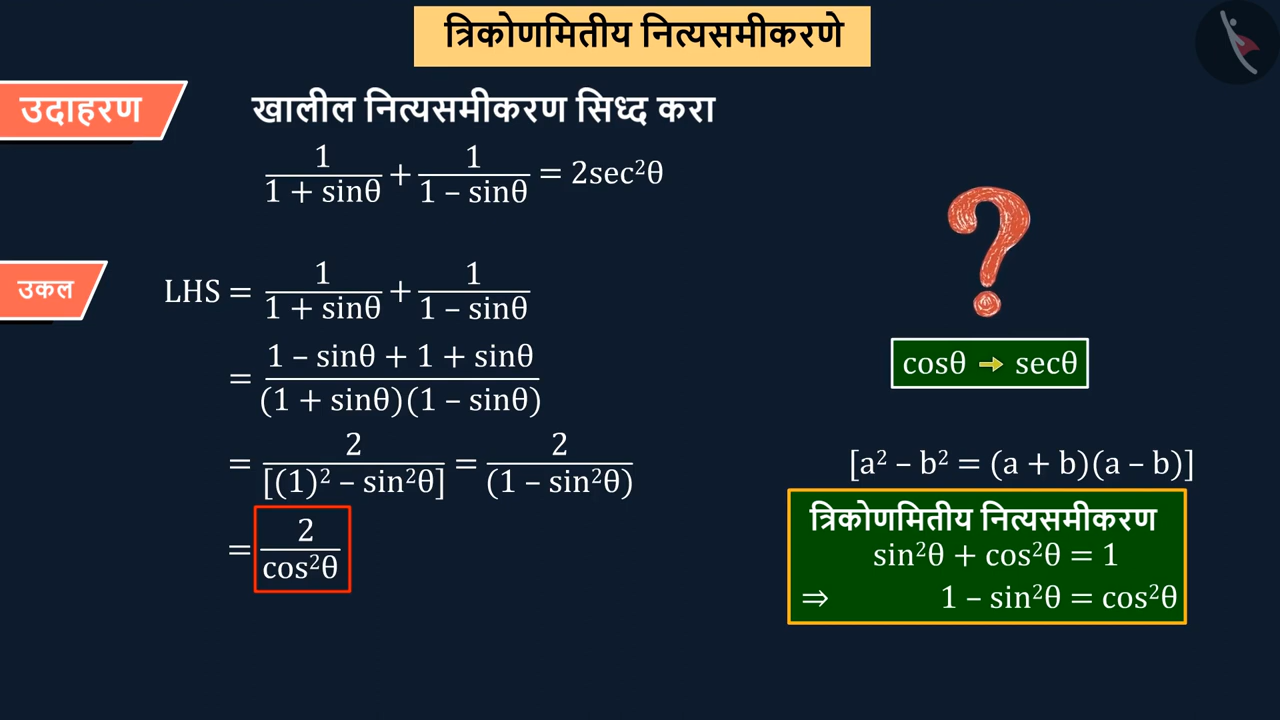 त्रिकोणमितीय नित्यसमीकरणे
उदाहरण
खालील नित्यसमीकरण सिध्द करा
1/(1 + sinθ) + 1/(1 – sinθ) = 2sec²θ
उकल
LHS = 1/(1 + sinθ) + 1/(1 – sinθ)
= (1 – sinθ + 1 + sinθ)/((1 + sinθ)(1 – sinθ))
= 2/[(1)² – sin²θ] = 2/(1 – sin²θ)
= 2/cos²θ
?
cosθ → secθ
[a² – b² = (a + b)(a – b)]
त्रिकोणमितीय नित्यसमीकरण
sin²θ + cos²θ = 1
⇒ 1 – sin²θ = cos²θ